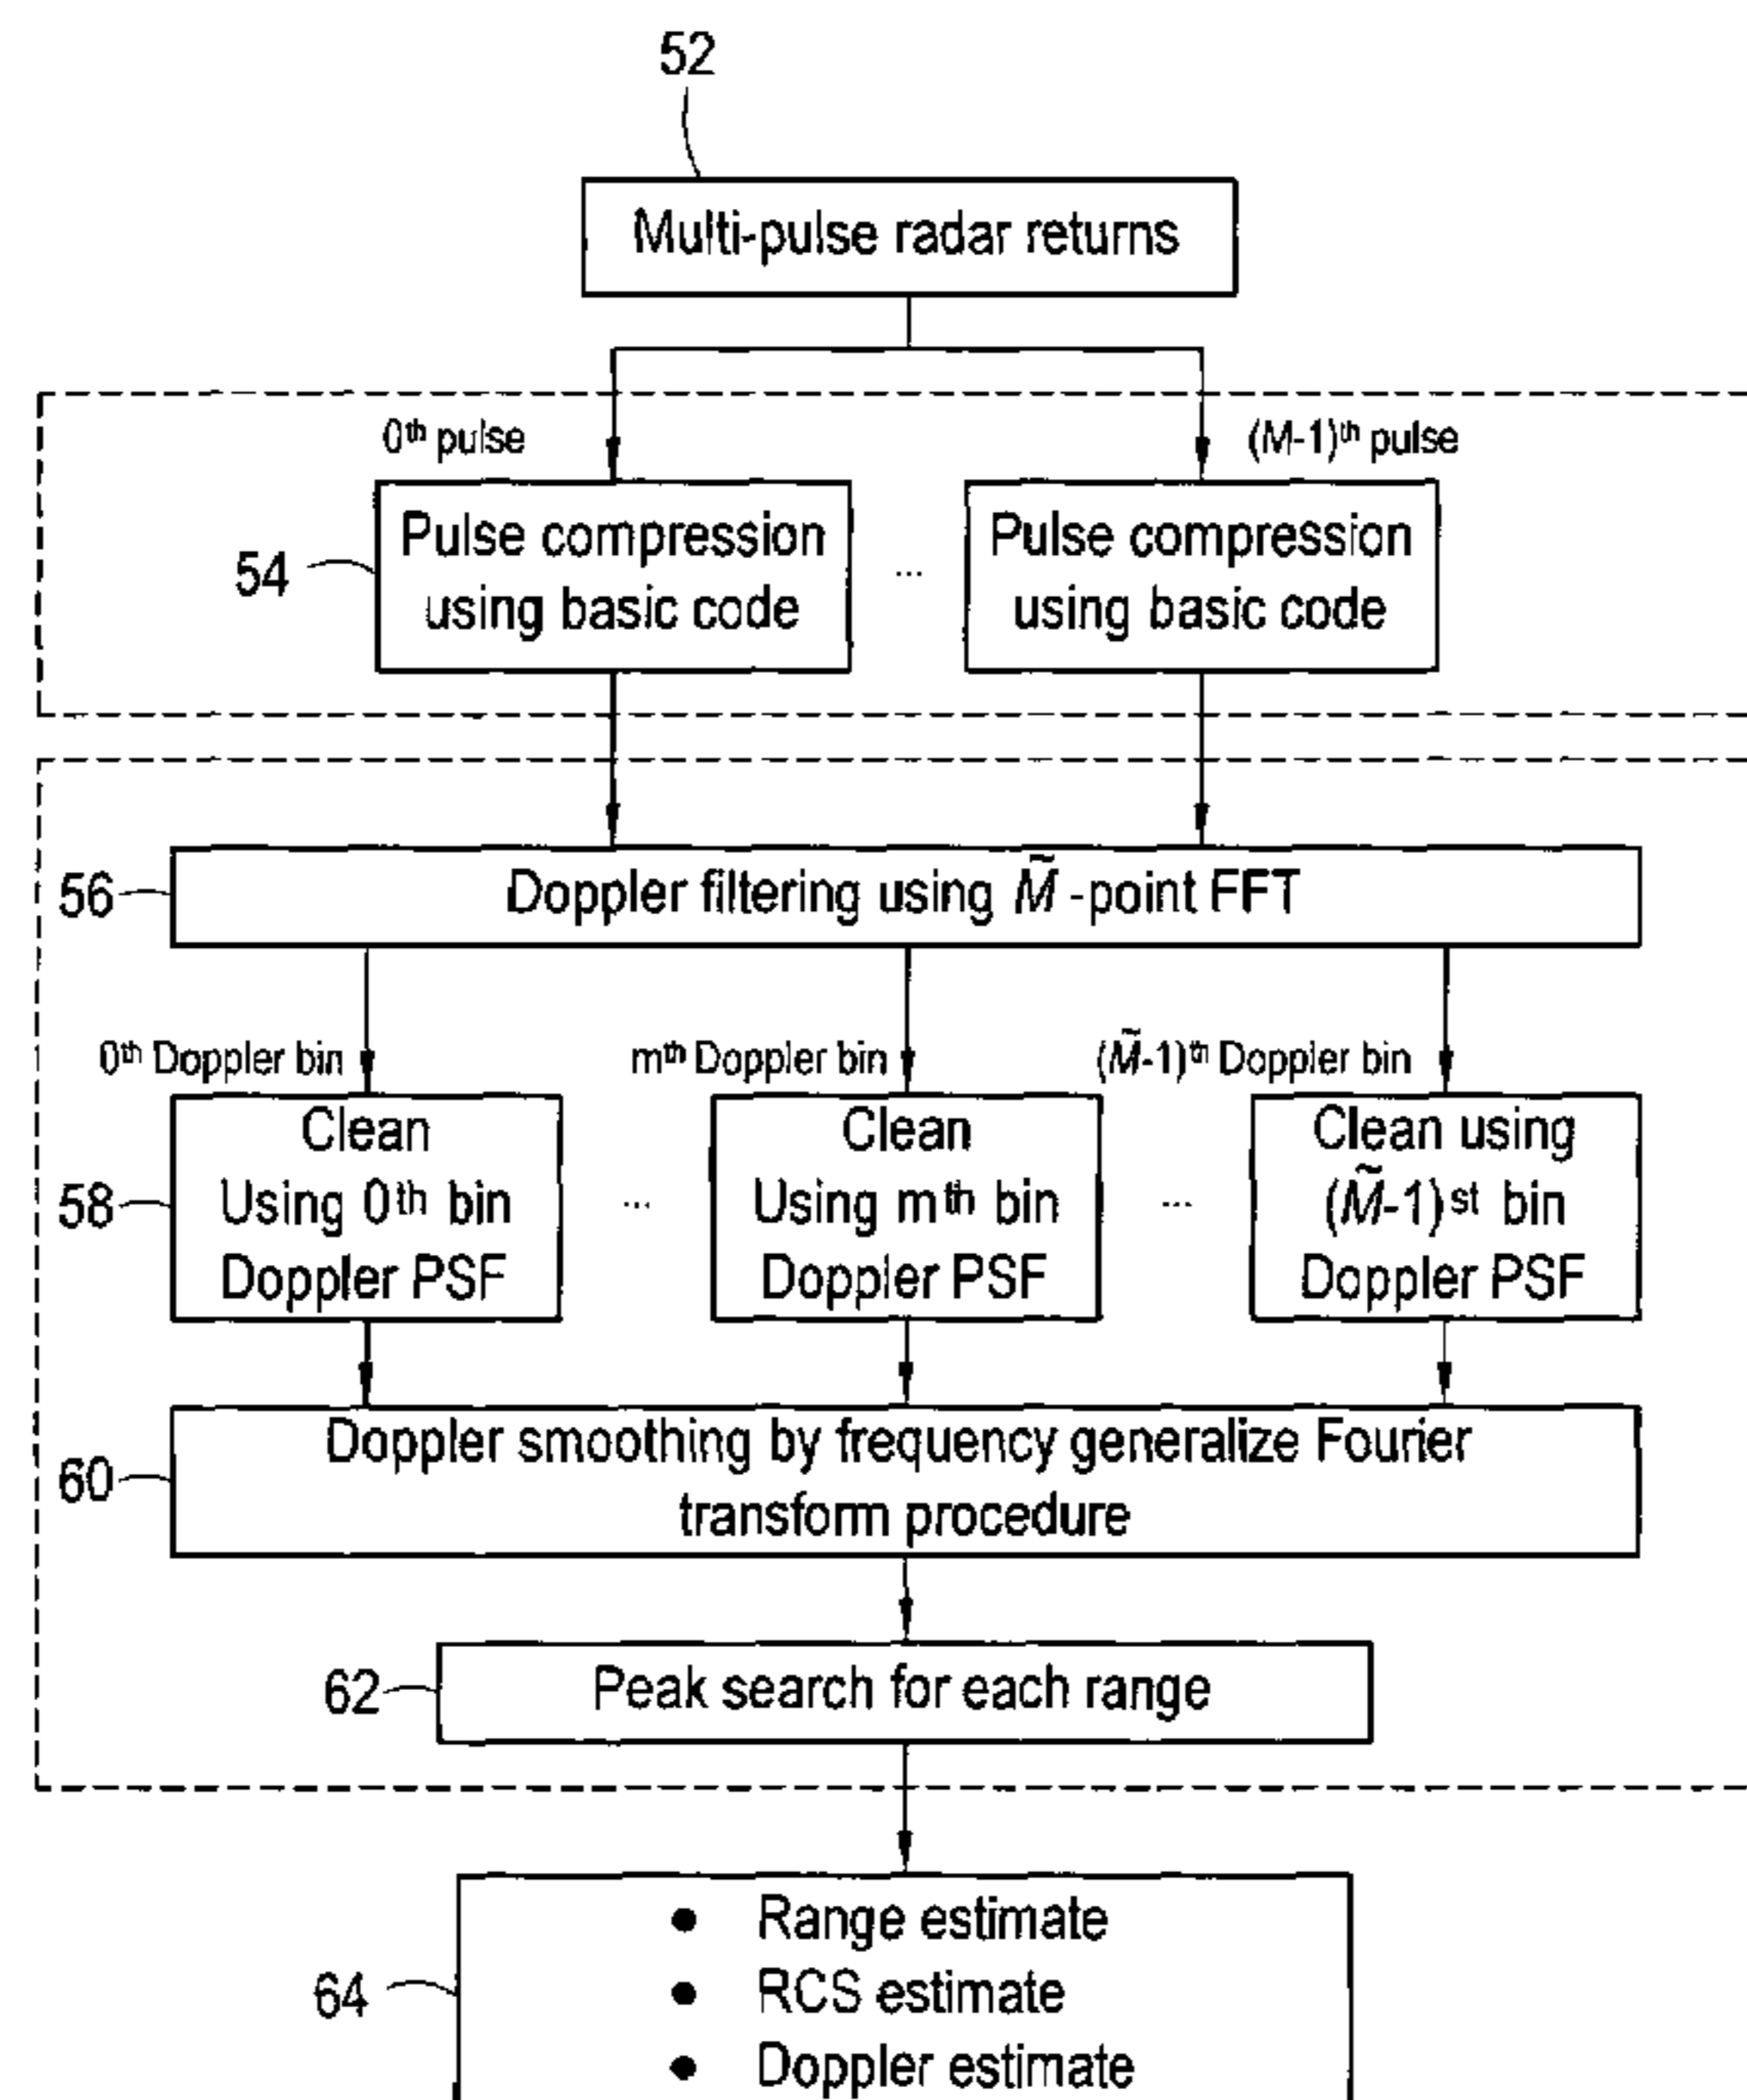 52
Multi-pulse radar returns
0th pulse
(M-1)th pulse
54
Pulse compression
using basic code
...
Pulse compression
using basic code
56
Doppler filtering using M̃ -point FFT
0th Doppler bin
mth Doppler bin
(M̃-1)th Doppler bin
58
Clean
Using 0th bin
Doppler PSF
...
Clean
Using mth bin
Doppler PSF
...
Clean using
(M̃-1)st bin
Doppler PSF
60
Doppler smoothing by frequency generalize Fourier
transform procedure
62
Peak search for each range
64
● Range estimate
● RCS estimate
● Doppler estimate